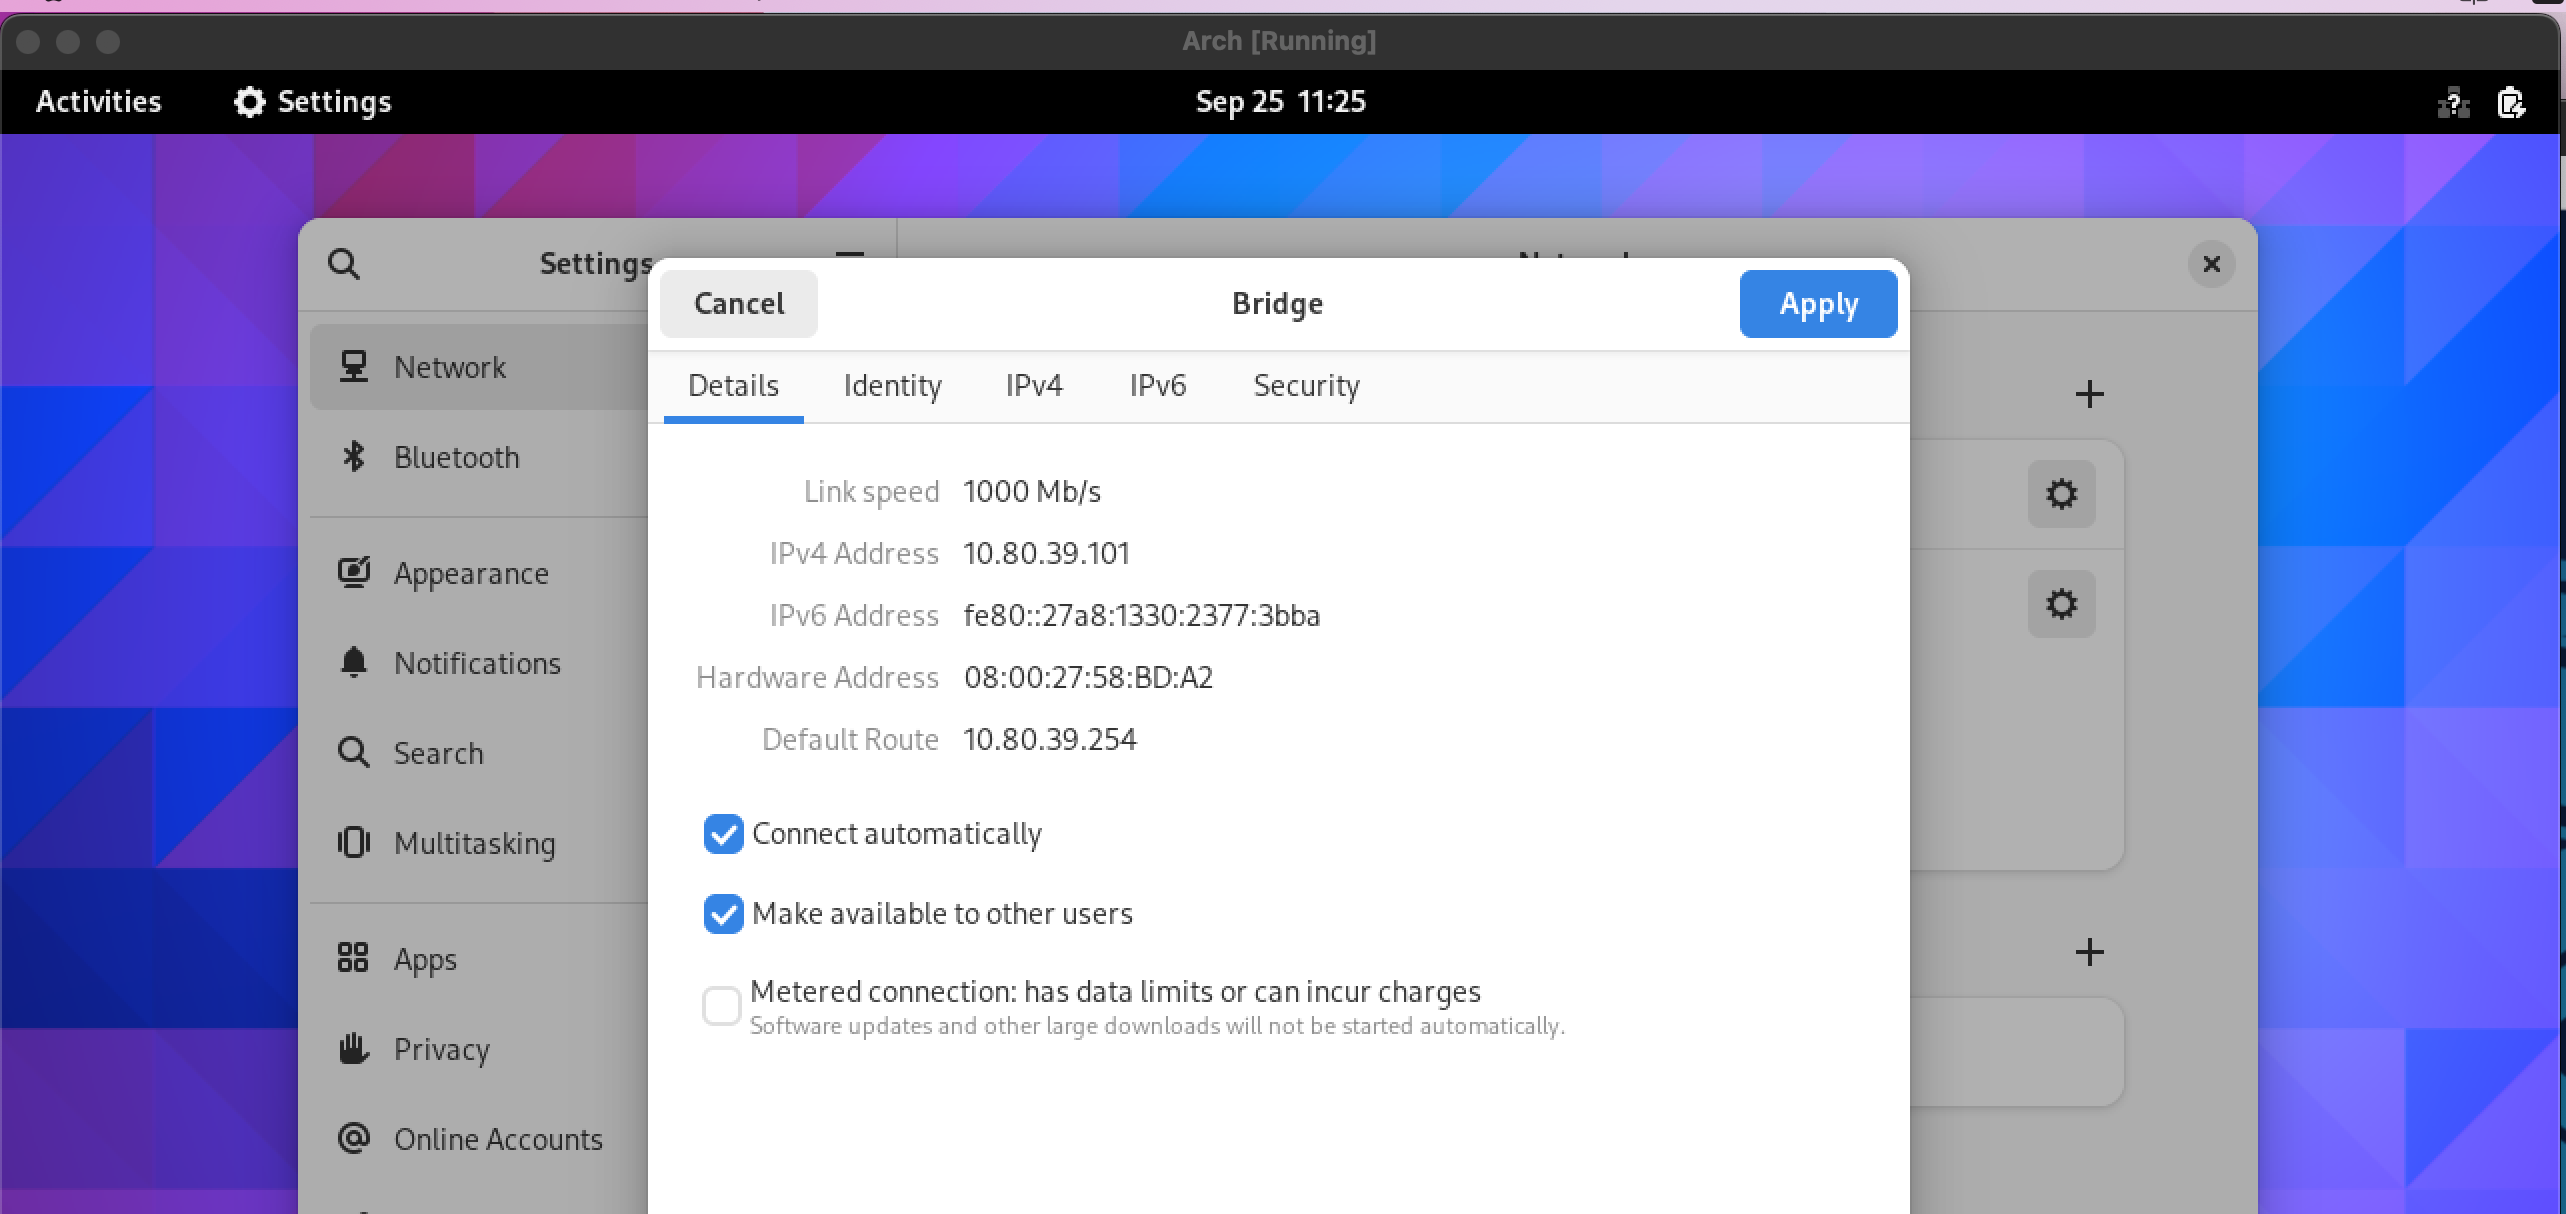 Arch [Running]
Activities
Settings
Sep 25 11:25
Settings
Cancel
Bridge
Apply
Details
Identity
IPv4
IPv6
Security
Network
Bluetooth
Appearance
Notifications
Search
Multitasking
Apps
Privacy
Online Accounts
Link speed 1000 Mb/s
IPv4 Address 10.80.39.101
IPv6 Address fe80::27a8:1330:2377:3bba
Hardware Address 08:00:27:58:BD:A2
Default Route 10.80.39.254
Connect automatically
Make available to other users
Metered connection: has data limits or can incur charges
Software updates and other large downloads will not be started automatically.